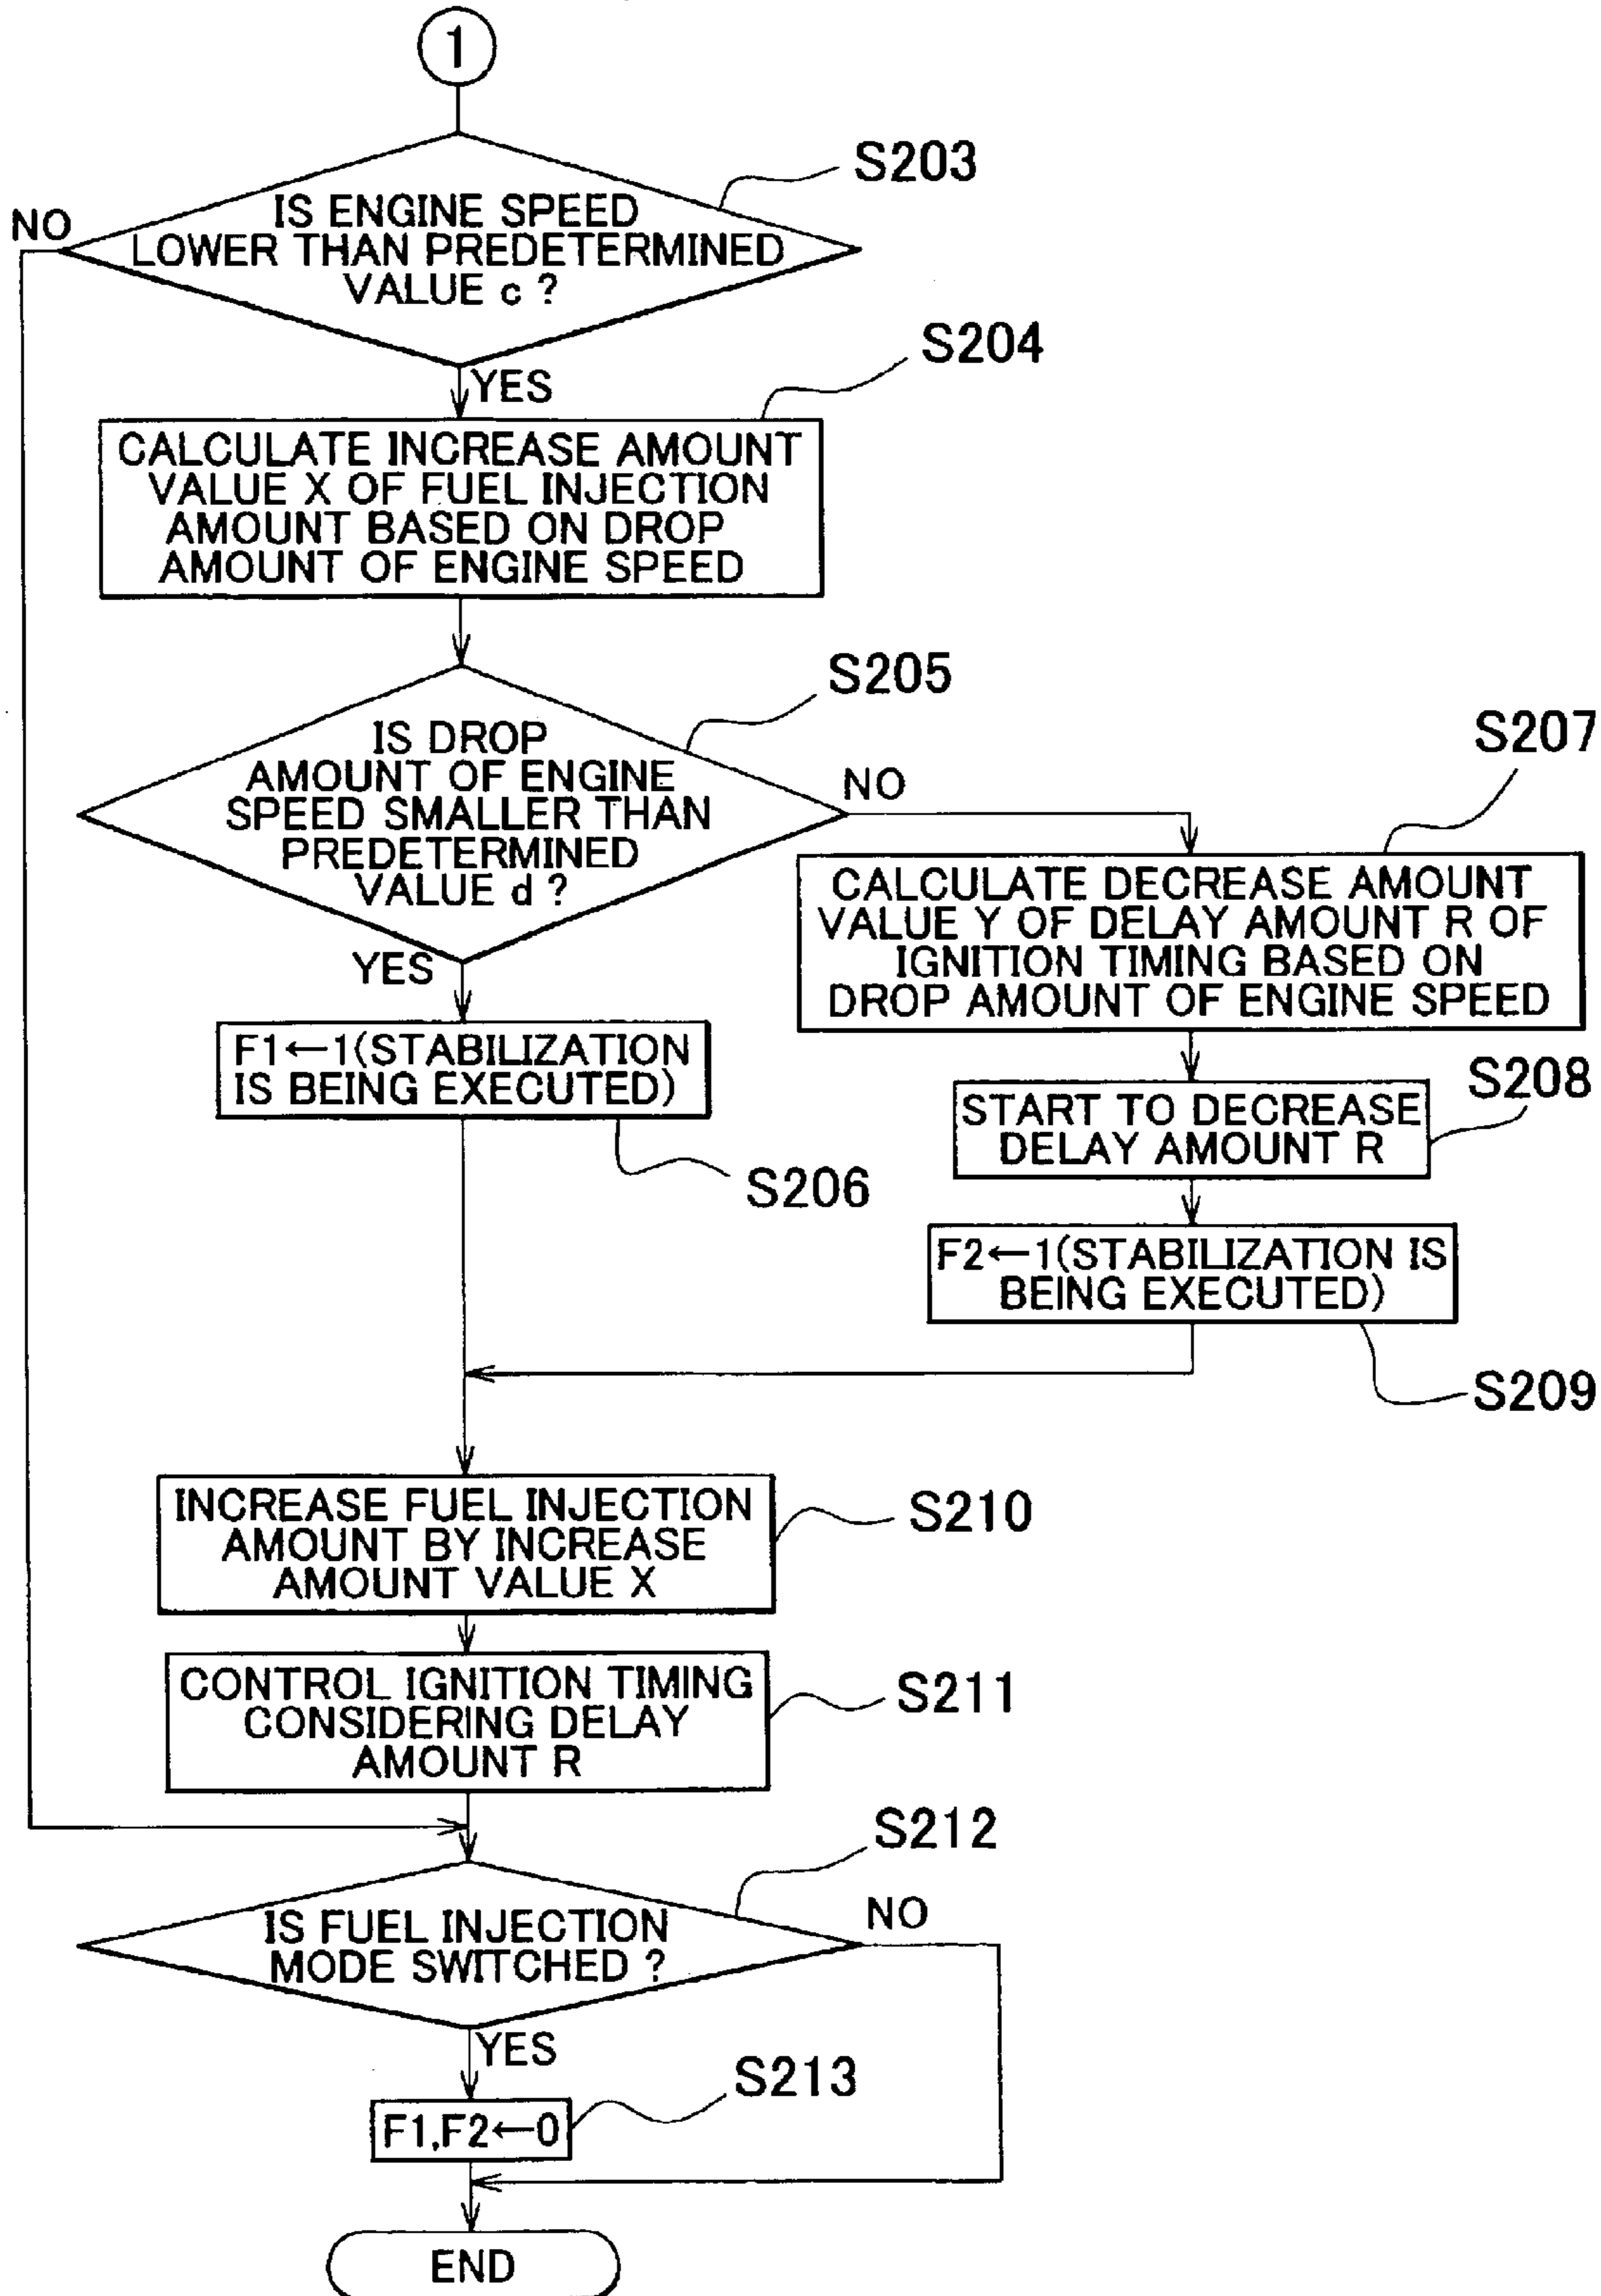 1
S203
IS ENGINE SPEED
LOWER THAN PREDETERMINED
VALUE c ?
NO
YES
S204
CALCULATE INCREASE AMOUNT
VALUE X OF FUEL INJECTION
AMOUNT BASED ON DROP
AMOUNT OF ENGINE SPEED
S205
IS DROP
AMOUNT OF ENGINE
SPEED SMALLER THAN
PREDETERMINED
VALUE d ?
NO
YES
S207
CALCULATE DECREASE AMOUNT
VALUE Y OF DELAY AMOUNT R OF
IGNITION TIMING BASED ON
DROP AMOUNT OF ENGINE SPEED
F1←1(STABILIZATION
IS BEING EXECUTED)
S206
S208
START TO DECREASE
DELAY AMOUNT R
F2←1(STABILIZATION IS
BEING EXECUTED)
S209
INCREASE FUEL INJECTION
AMOUNT BY INCREASE
AMOUNT VALUE X
S210
CONTROL IGNITION TIMING
CONSIDERING DELAY
AMOUNT R
S211
S212
IS FUEL INJECTION
MODE SWITCHED ?
NO
YES
S213
F1,F2←0
END